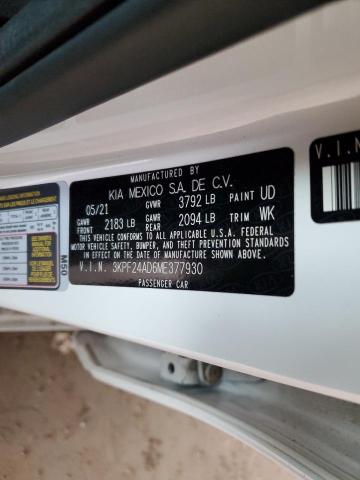 MANUFACTURED BY
KIA MEXICO S.A. DE C.V.
05/21 GVWR 3792 LB PAINT UD
GAWR FRONT 2183 LB GAWR REAR 2094 LB TRIM WK
THIS VEHICLE CONFORMS TO ALL APPLICABLE U.S.A. FEDERAL
MOTOR VEHICLE SAFETY, BUMPER, AND THEFT PREVENTION
STANDARDS IN EFFECT ON THE DATE OF MANUFACTURE SHOWN ABOVE.
V.I.N. 3KPF24AD6ME377930
PASSENGER CAR
M50
V.I.N.